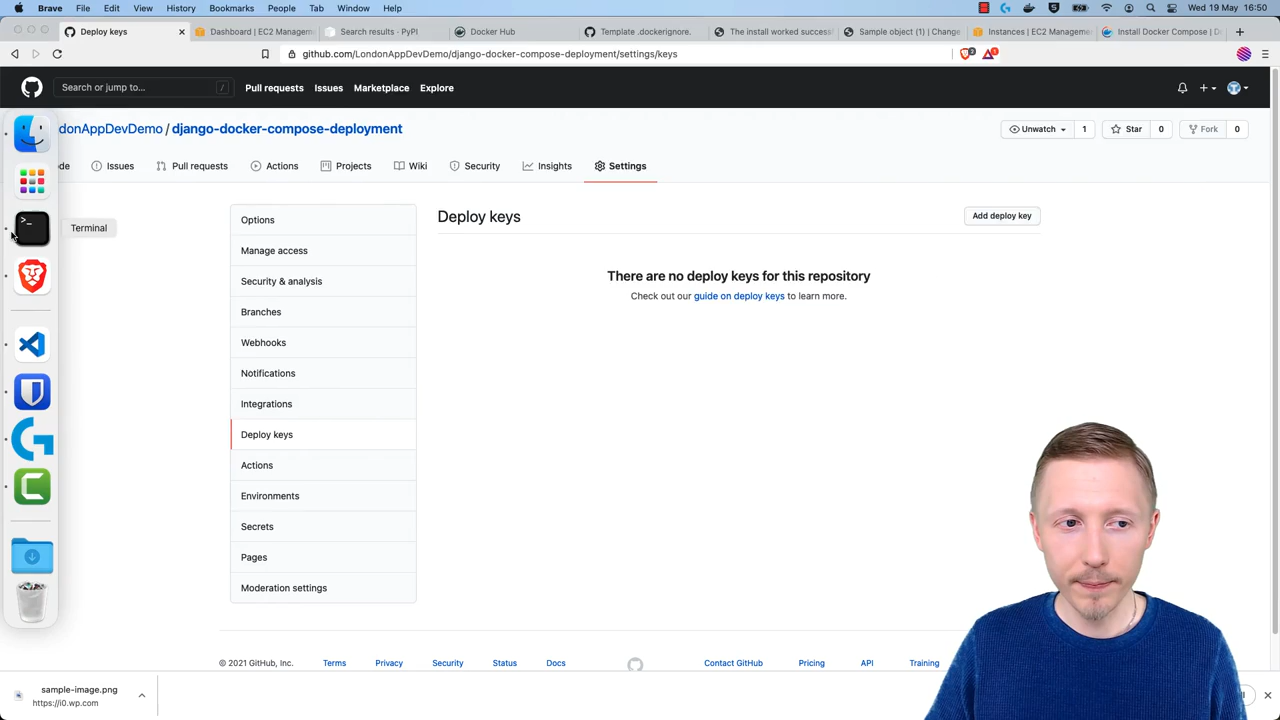 Brave File Edit View History Bookmarks People Tab Window Help Wed 19 May 16:50
Deploy keys Dashboard | EC2 Managem Search results · PyPI Docker Hub Template .dockerignore. The install worked success Sample object (1) | Change Instances | EC2 Manageme Install Docker Compose | D
github.com/LondonAppDevDemo/django-docker-compose-deployment/settings/keys
Search or jump to... / Pull requests Issues Marketplace Explore
ndonAppDevDemo / django-docker-compose-deployment Unwatch 1 Star 0 Fork 0
de Issues Pull requests Actions Projects Wiki Security Insights Settings
Terminal
Options
Manage access
Security & analysis
Branches
Webhooks
Notifications
Integrations
Deploy keys
Actions
Environments
Secrets
Pages
Moderation settings
Deploy keys Add deploy key
There are no deploy keys for this repository
Check out our guide on deploy keys to learn more.
© 2021 GitHub, Inc. Terms Privacy Security Status Docs Contact GitHub Pricing API Training
sample-image.png
https://i0.wp.com